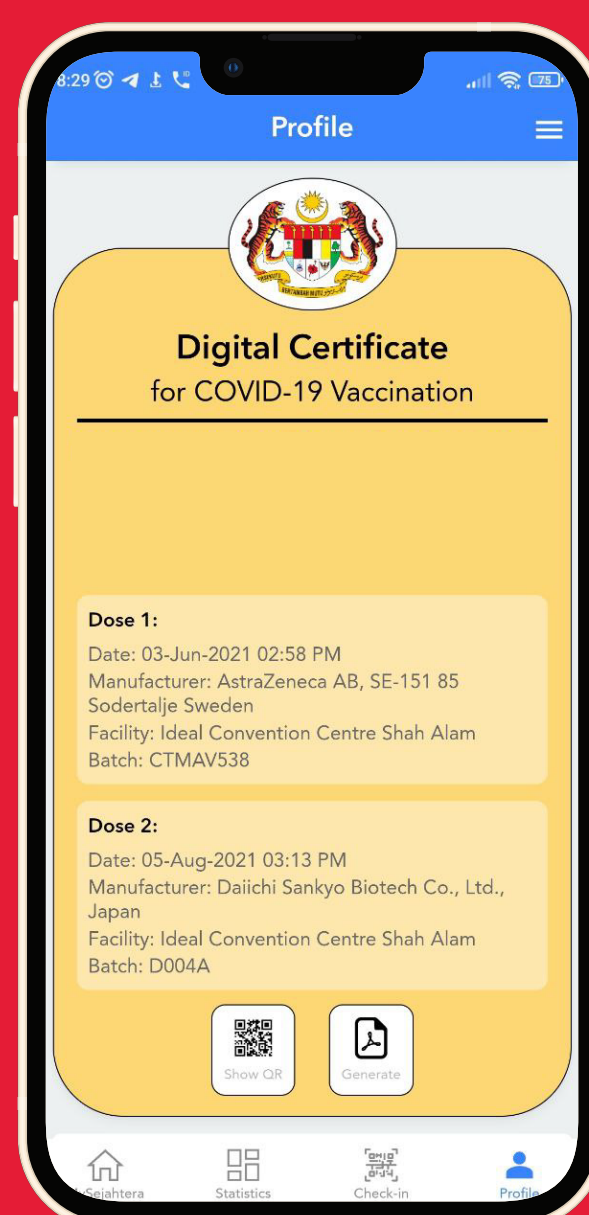 8:29
75
Profile
BERTAMBAH MUTU
Digital Certificate
for COVID-19 Vaccination
Dose 1:
Date: 03-Jun-2021 02:58 PM
Manufacturer: AstraZeneca AB, SE-151 85
Sodertalje Sweden
Facility: Ideal Convention Centre Shah Alam
Batch: CTMAV538
Dose 2:
Date: 05-Aug-2021 03:13 PM
Manufacturer: Daiichi Sankyo Biotech Co., Ltd.,
Japan
Facility: Ideal Convention Centre Shah Alam
Batch: D004A
Show QR
Generate
MySejahtera
Statistics
Check-in
Profile